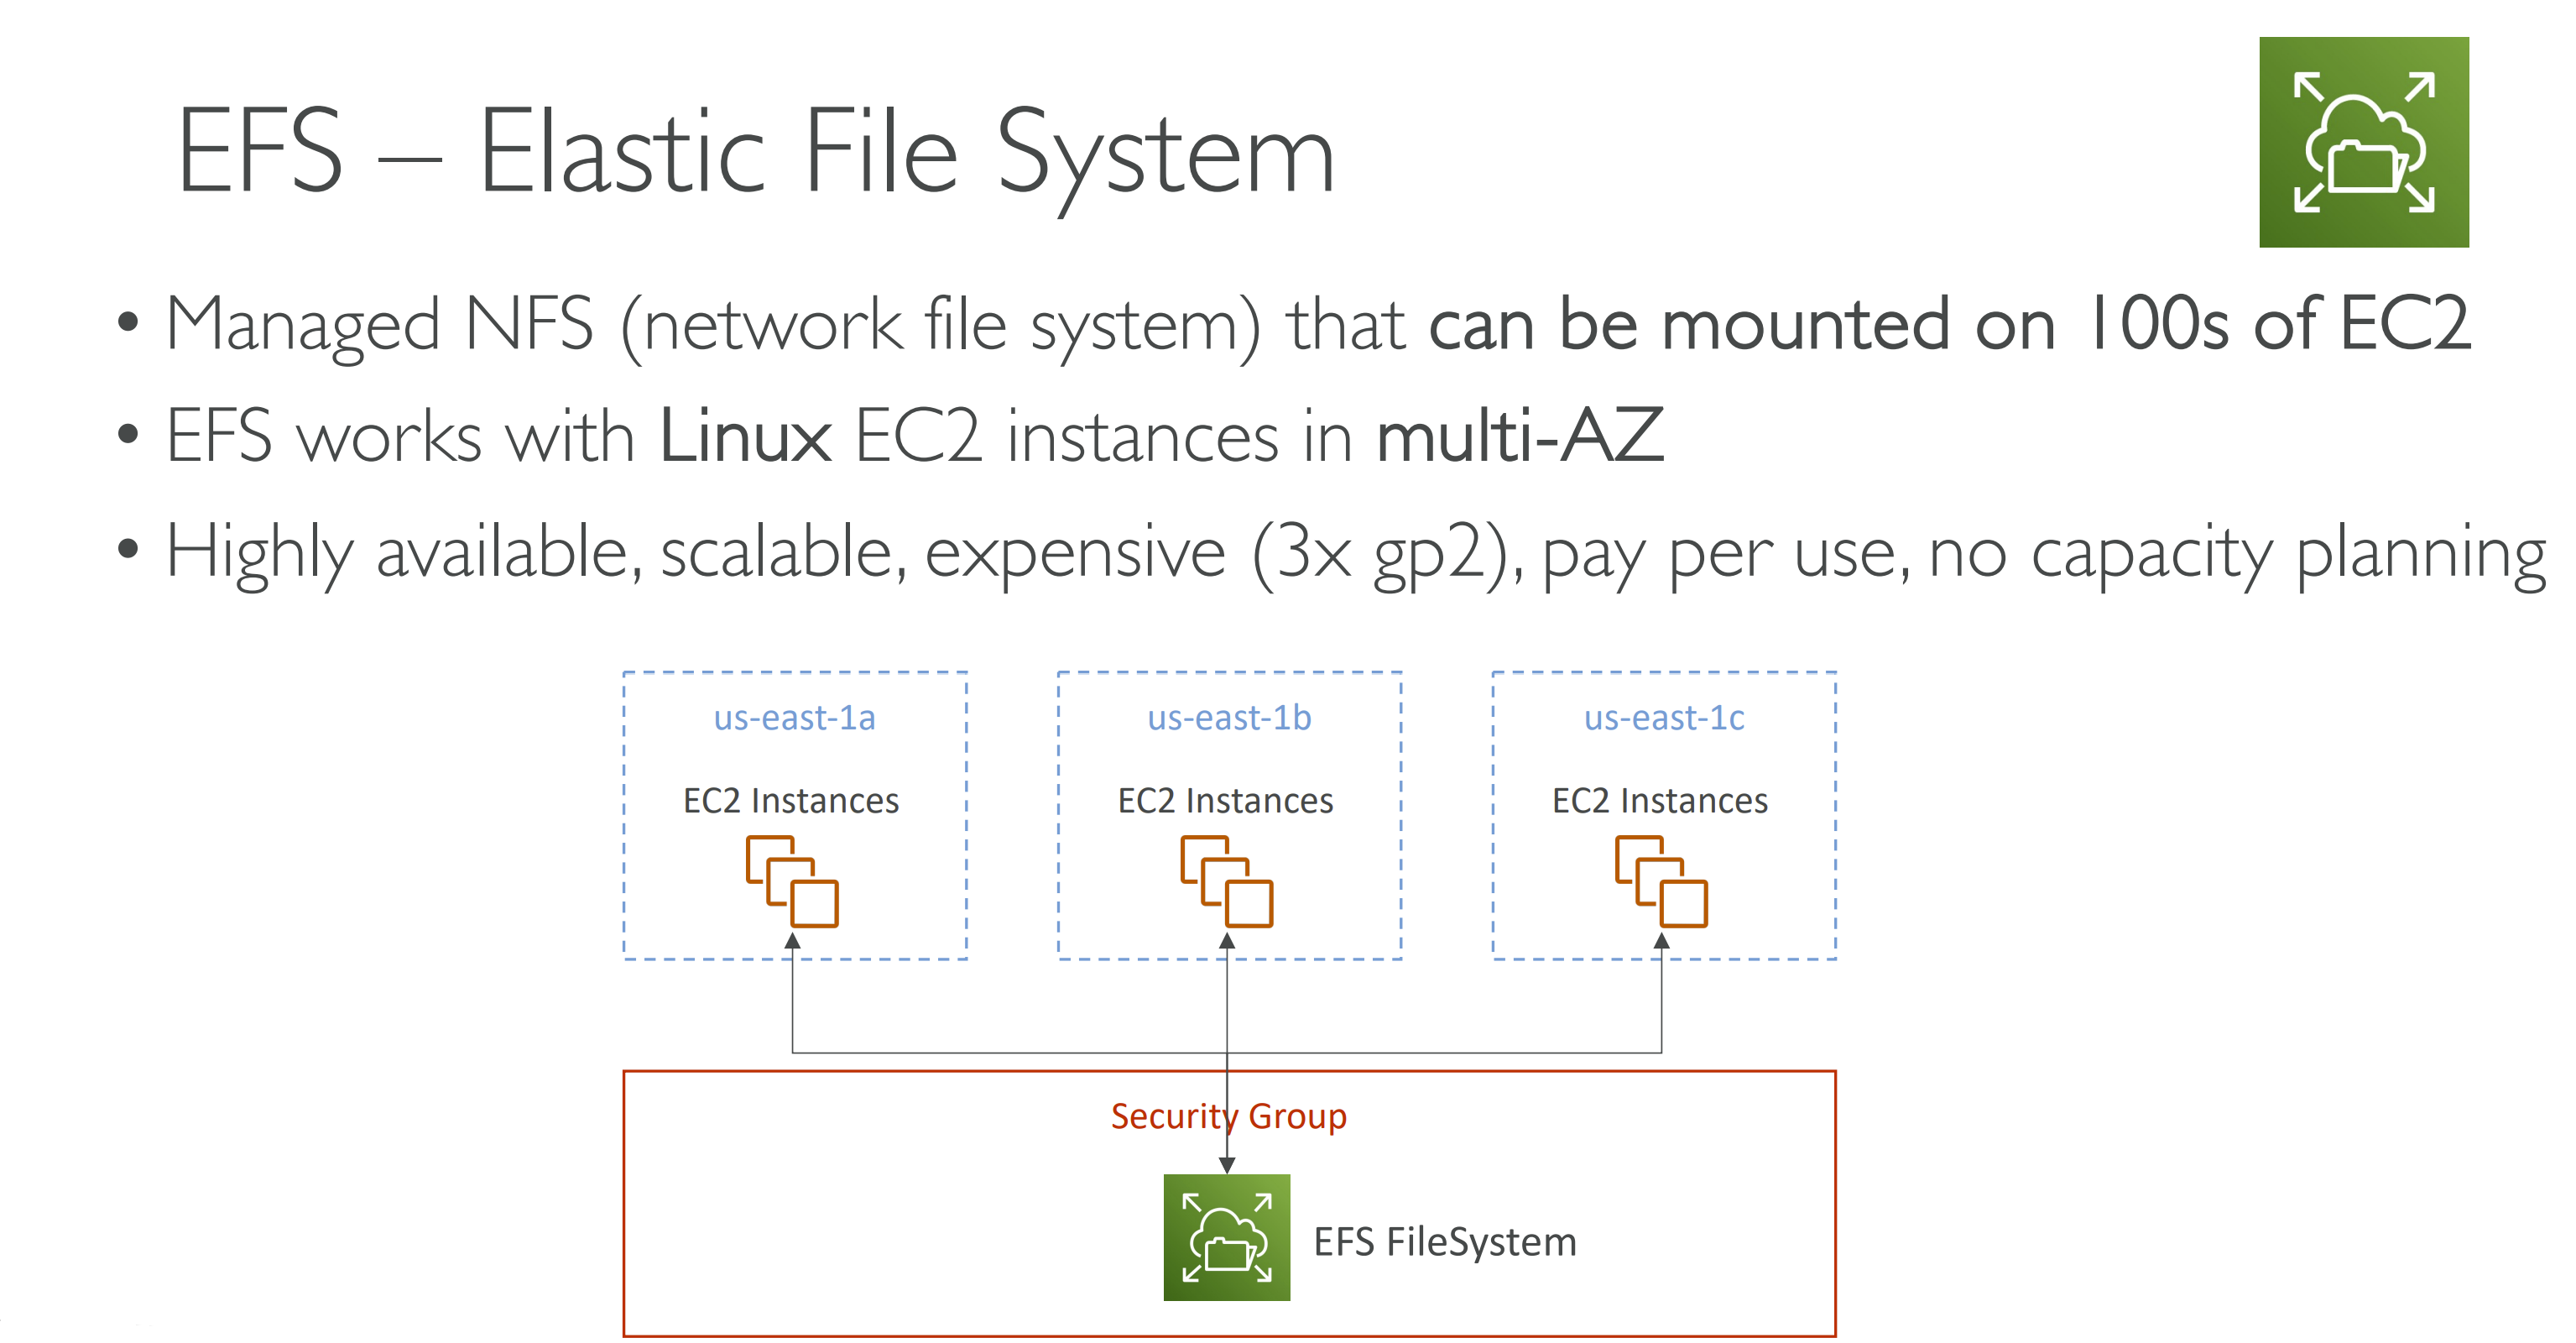 EFS – Elastic File System
• Managed NFS (network file system) that can be mounted on 100s of EC2
• EFS works with Linux EC2 instances in multi-AZ
• Highly available, scalable, expensive (3x gp2), pay per use, no capacity planning
us-east-1a
us-east-1b
us-east-1c
EC2 Instances
EC2 Instances
EC2 Instances
Security Group
EFS FileSystem